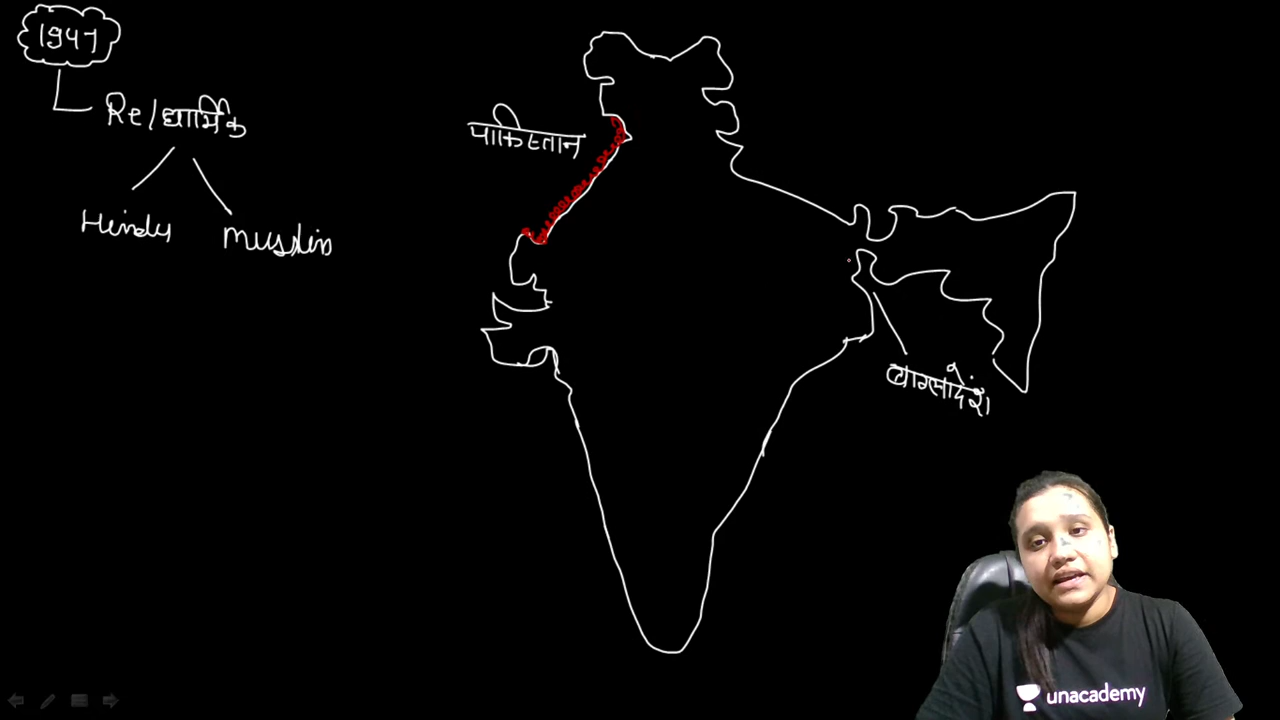 1947
Re/धार्मिक
Hindu
Muslim
पाकिस्तान
बाग्लादेश
unacademy